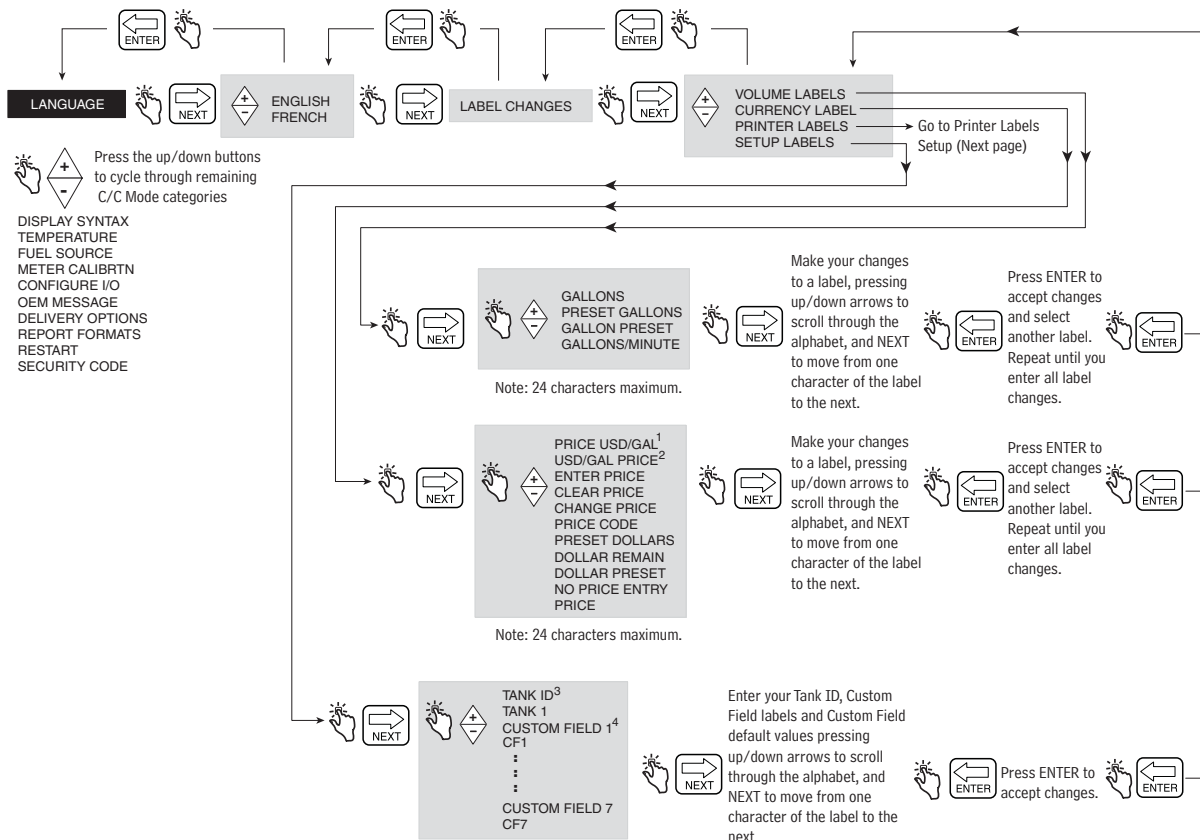 ENTER
ENTER
ENTER
LANGUAGE
NEXT
+
-
ENGLISH
FRENCH
NEXT
LABEL CHANGES
NEXT
+
-
VOLUME LABELS
CURRENCY LABEL
PRINTER LABELS
SETUP LABELS
Go to Printer Labels
Setup (Next page)
+
-
Press the up/down buttons
to cycle through remaining
C/C Mode categories
DISPLAY SYNTAX
TEMPERATURE
FUEL SOURCE
METER CALIBRTN
CONFIGURE I/O
OEM MESSAGE
DELIVERY OPTIONS
REPORT FORMATS
RESTART
SECURITY CODE
NEXT
+
-
GALLONS
PRESET GALLONS
GALLON PRESET
GALLONS/MINUTE
Note: 24 characters maximum.
NEXT
Make your changes
to a label, pressing
up/down arrows to
scroll through the
alphabet, and NEXT
to move from one
character of the label
to the next.
ENTER
Press ENTER to
accept changes
and select
another label.
Repeat until you
enter all label
changes.
ENTER
NEXT
+
-
PRICE USD/GAL1
USD/GAL PRICE2
ENTER PRICE
CLEAR PRICE
CHANGE PRICE
PRICE CODE
PRESET DOLLARS
DOLLAR REMAIN
DOLLAR PRESET
NO PRICE ENTRY
PRICE
Note: 24 characters maximum.
NEXT
Make your changes
to a label, pressing
up/down arrows to
scroll through the
alphabet, and NEXT
to move from one
character of the label
to the next.
ENTER
Press ENTER to
accept changes
and select
another label.
Repeat until you
enter all label
changes.
ENTER
NEXT
+
-
TANK ID3
TANK 1
CUSTOM FIELD 14
CF1
CUSTOM FIELD 7
CF7
NEXT
Enter your Tank ID, Custom
Field labels and Custom Field
default values pressing
up/down arrows to scroll
through the alphabet, and
NEXT to move from one
character of the label to the
next.
ENTER
Press ENTER to
accept changes.
ENTER